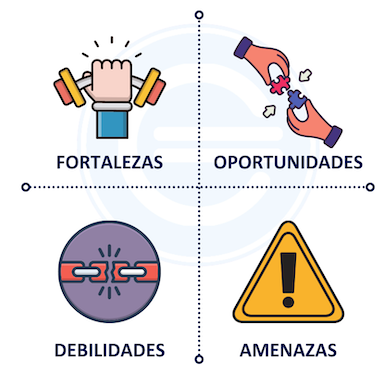 FORTALEZAS
OPORTUNIDADES
DEBILIDADES
AMENAZAS